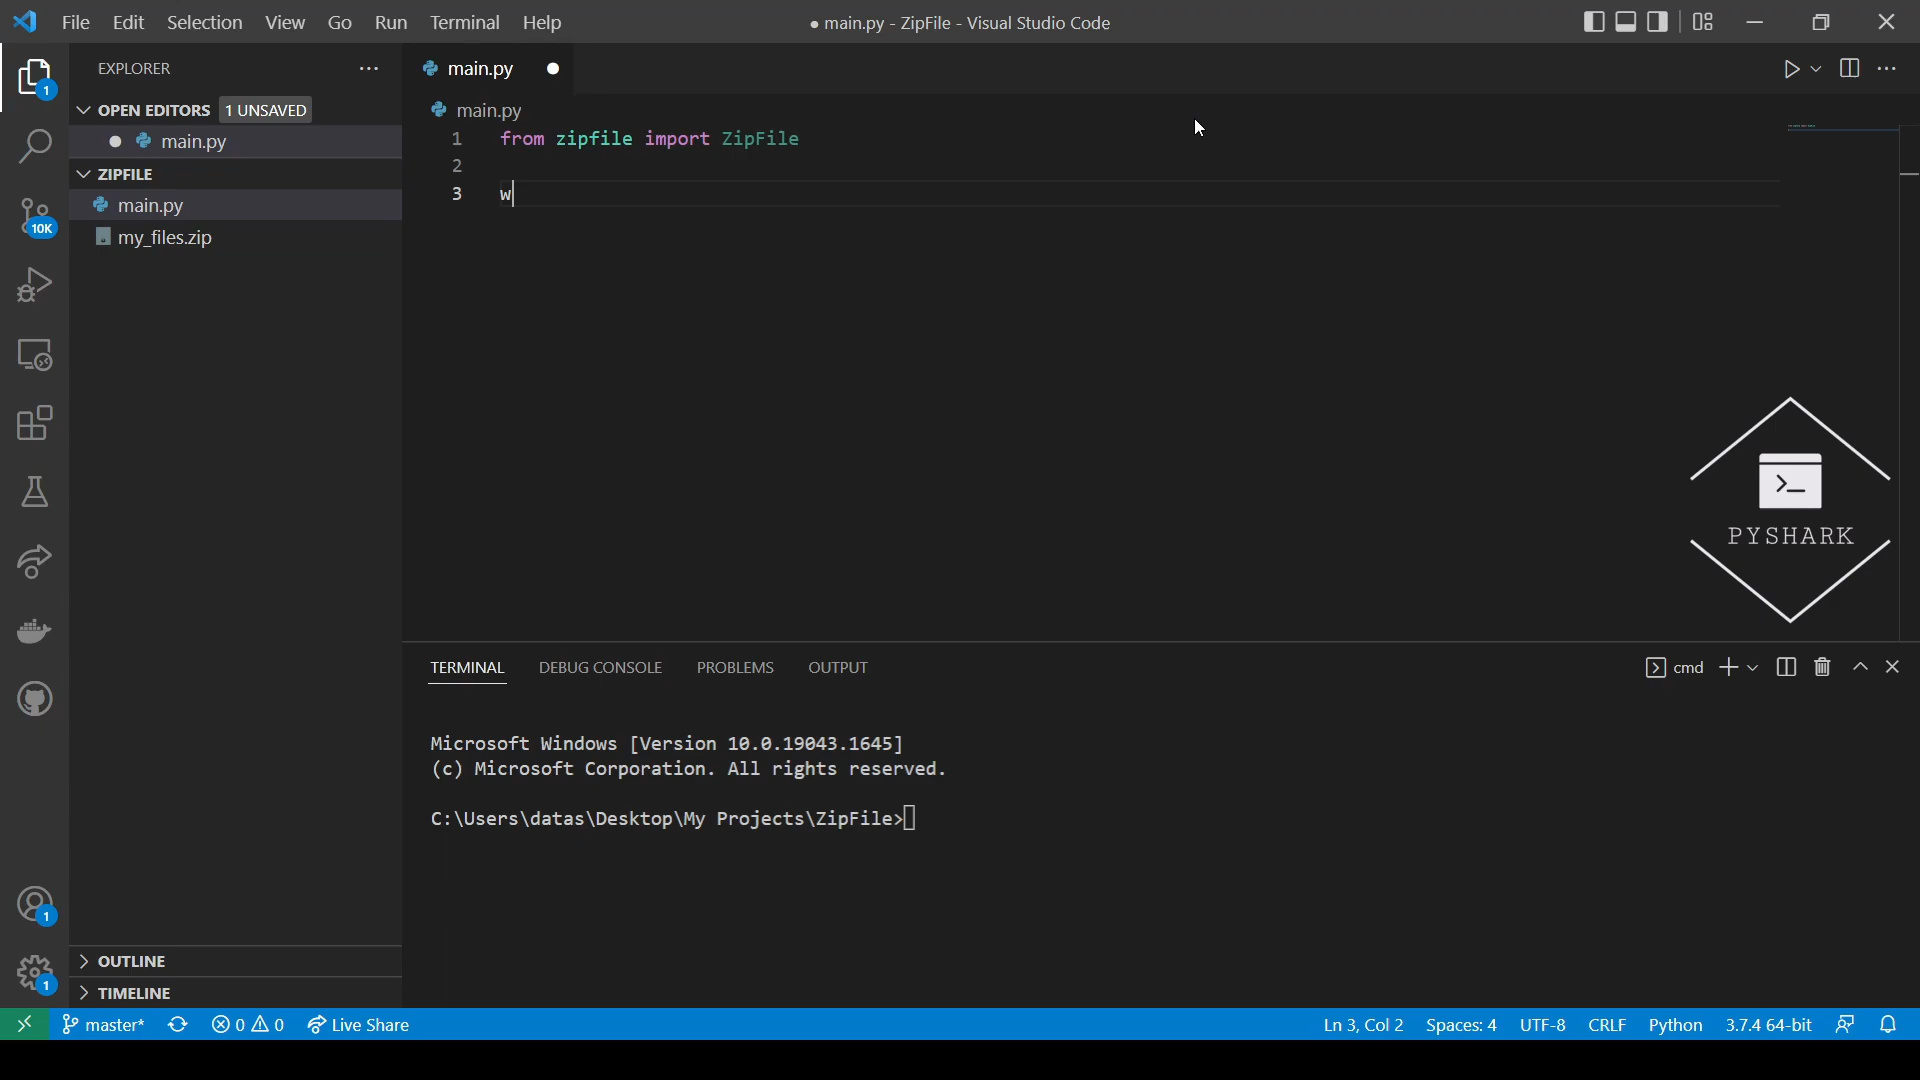 File Edit Selection View Go Run Terminal Help
● main.py - ZipFile - Visual Studio Code
EXPLORER
OPEN EDITORS 1 UNSAVED
main.py
ZIPFILE
main.py
my_files.zip
OUTLINE
TIMELINE
1
10K
1
1
main.py
main.py
1 from zipfile import ZipFile
2
3 w
PYSHARK
TERMINAL DEBUG CONSOLE PROBLEMS OUTPUT
cmd
Microsoft Windows [Version 10.0.19043.1645]
(c) Microsoft Corporation. All rights reserved.
C:\Users\datas\Desktop\My Projects\ZipFile>
master* 0 0 Live Share
Ln 3, Col 2 Spaces: 4 UTF-8 CRLF Python 3.7.4 64-bit